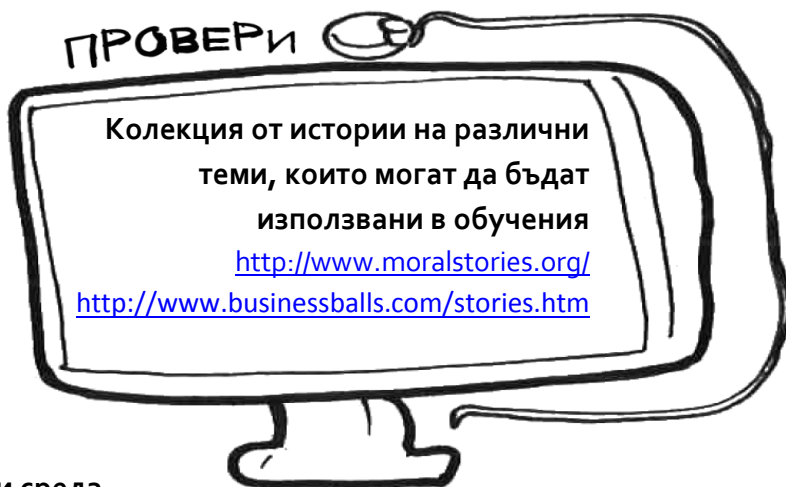 ПРОВЕРИ
Колекция от истории на различни
теми, които могат да бъдат
използвани в обучения
http://www.moralstories.org/
http://www.businessballs.com/stories.htm
и среда